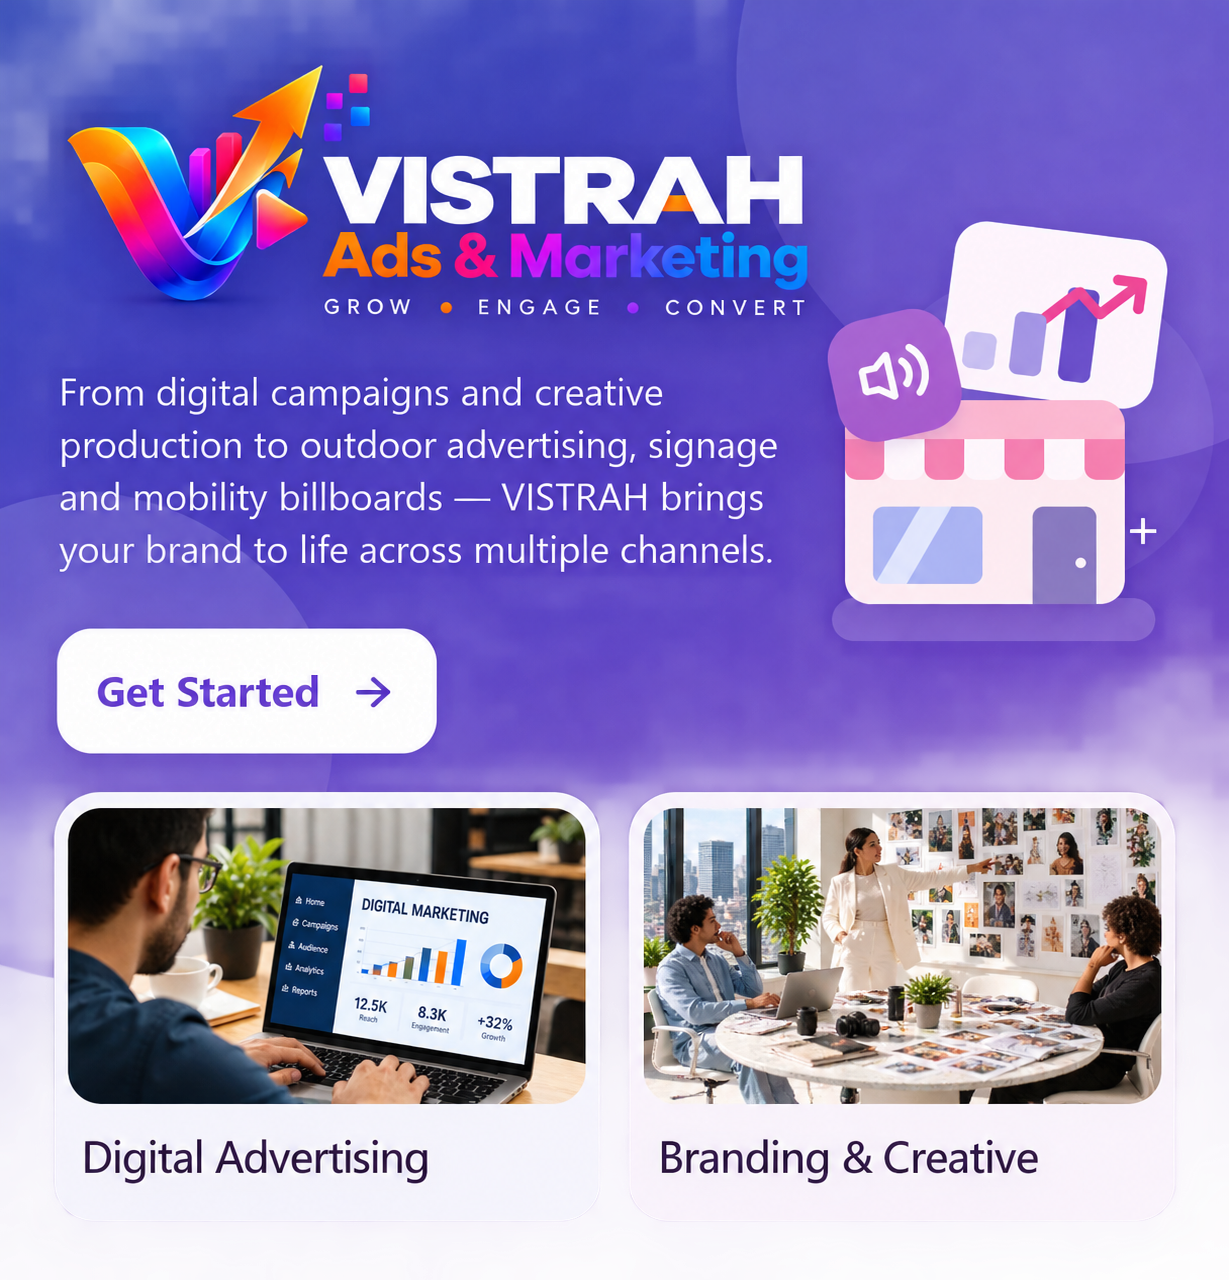 VISTRAH
Ads & Marketing
GROW • ENGAGE • CONVERT
From digital campaigns and creative
production to outdoor advertising, signage
and mobility billboards — VISTRAH brings
your brand to life across multiple channels.
Get Started →
Home
Campaigns
Audience
Analytics
Reports
DIGITAL MARKETING
12.5K
Reach
8.3K
Engagement
+32%
Growth
Digital Advertising
Branding & Creative